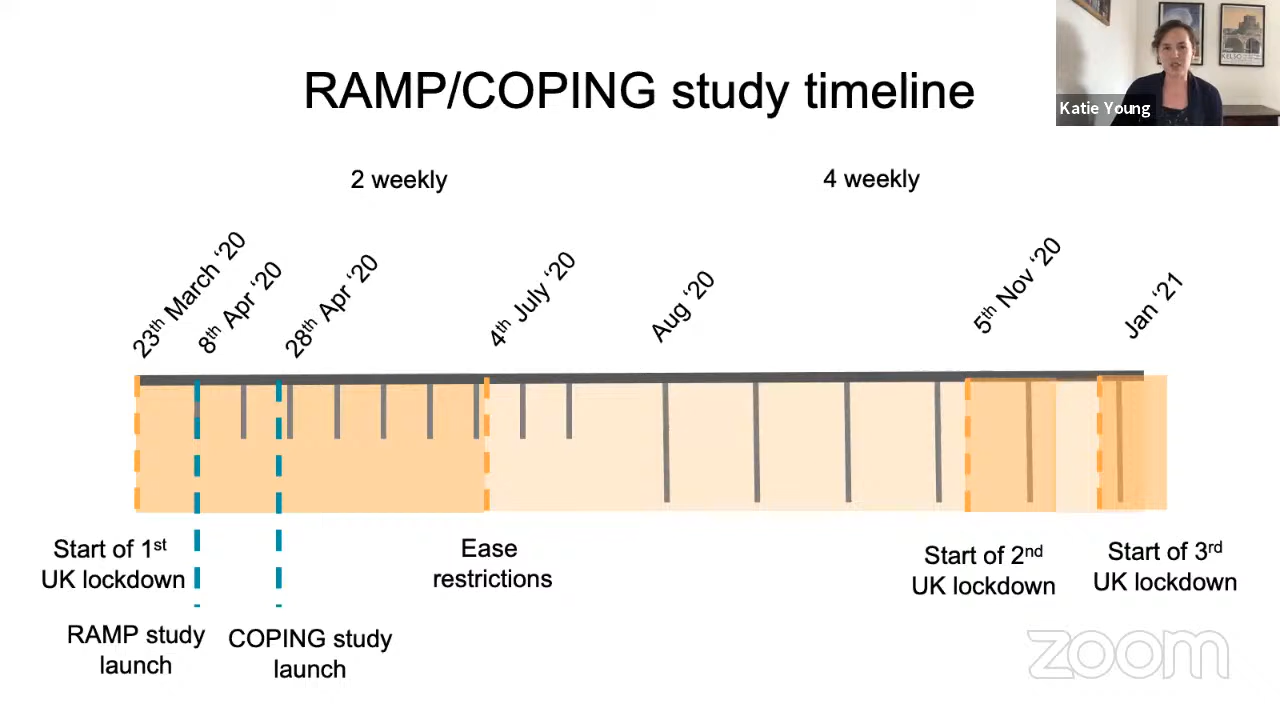 RAMP/COPING study timeline
KELSO
Katie Young
2 weekly
4 weekly
23th March ‘20
8th Apr ‘20
28th Apr ‘20
4th July ‘20
Aug ‘20
5th Nov ‘20
Jan ‘21
Start of 1st
UK lockdown
Ease
restrictions
Start of 2nd
UK lockdown
Start of 3rd
UK lockdown
RAMP study
launch
COPING study
launch
zoom